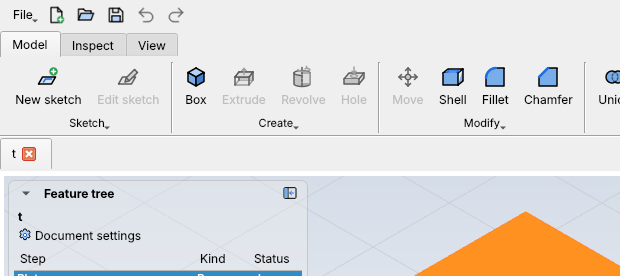 File
Model Inspect View
New sketch Edit sketch Box Extrude Revolve Hole Move Shell Fillet Chamfer
Sketch Create Modify
t
Feature tree
t
Document settings
Step Kind Status